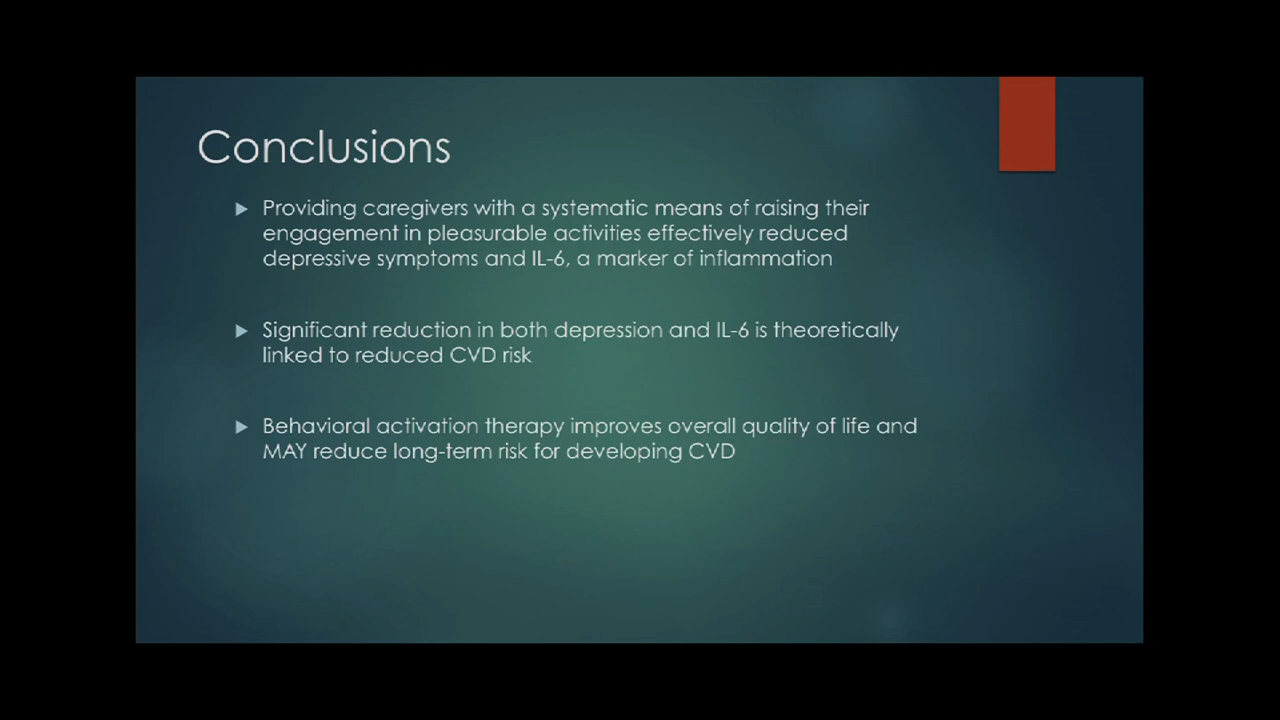 Conclusions
Providing caregivers with a systematic means of raising their
engagement in pleasurable activities effectively reduced
depressive symptoms and IL-6, a marker of inflammation
Significant reduction in both depression and IL-6 is theoretically
linked to reduced CVD risk
Behavioral activation therapy improves overall quality of life and
MAY reduce long-term risk for developing CVD